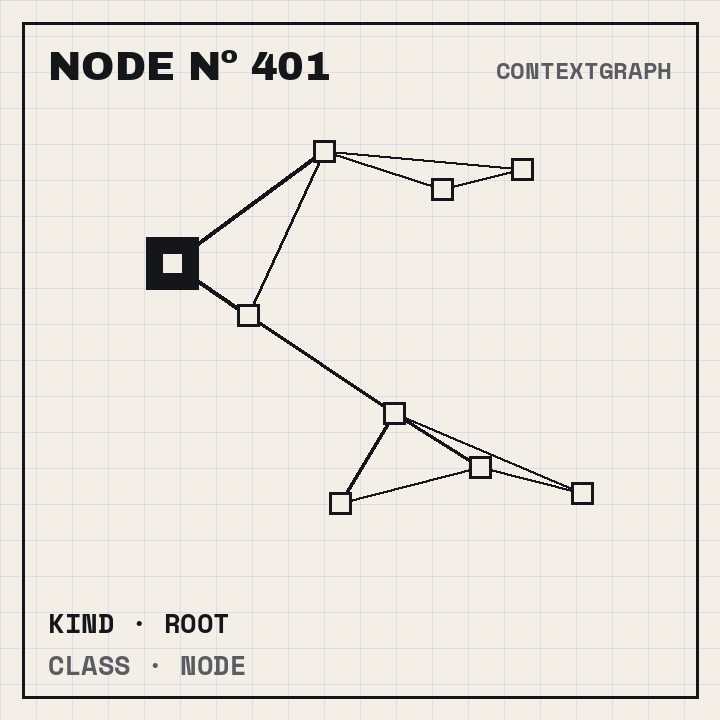 NODE Nº 401
CONTEXTGRAPH
KIND · ROOT
CLASS · NODE